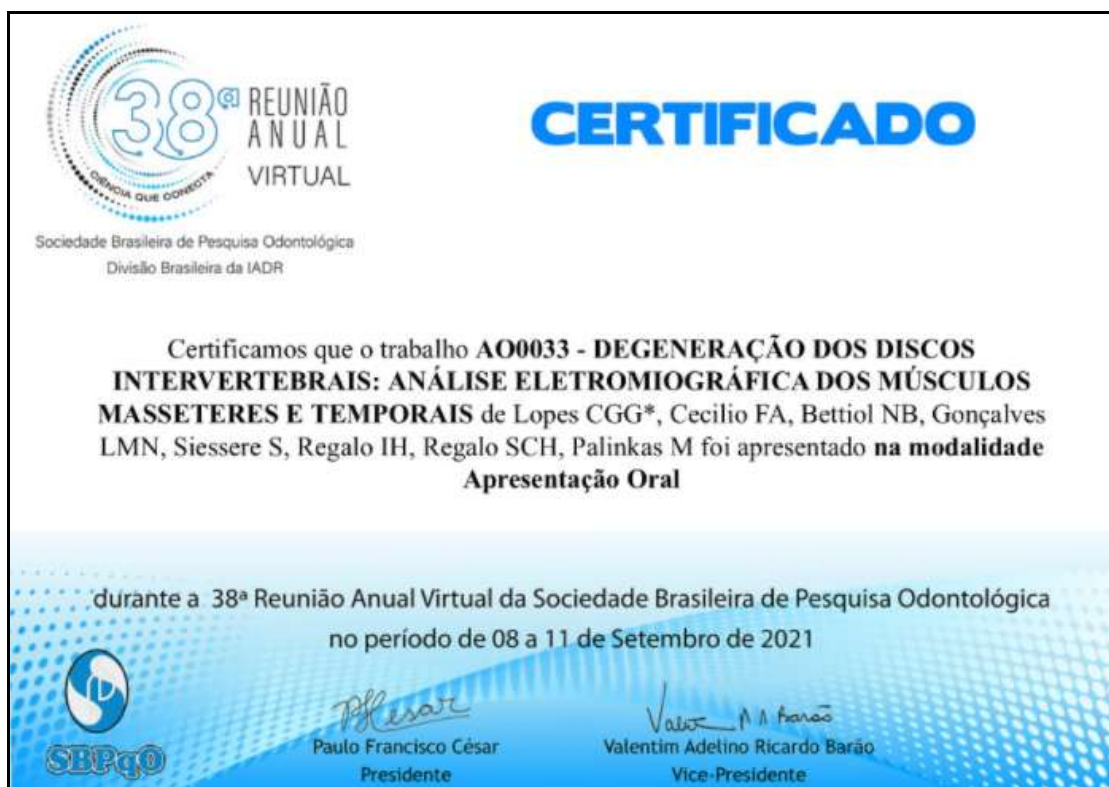 38ª REUNIÃO
ANUAL
VIRTUAL
CIÊNCIA QUE CONECTA
Sociedade Brasileira de Pesquisa Odontológica
Divisão Brasileira da IADR
CERTIFICADO
Certificamos que o trabalho AO0033 - DEGENERAÇÃO DOS DISCOS
INTERVERTEBRAIS: ANÁLISE ELETROMIOGRÁFICA DOS MÚSCULOS
MASSETERES E TEMPORAIS de Lopes CGG*, Cecilio FA, Bettiol NB, Gonçalves
LMN, Siessere S, Regalo IH, Regalo SCH, Palinkas M foi apresentado na modalidade
Apresentação Oral
durante a 38ª Reunião Anual Virtual da Sociedade Brasileira de Pesquisa Odontológica
no período de 08 a 11 de Setembro de 2021
SBPqO
PHesar
Paulo Francisco César
Presidente
Valentim A R Barão
Valentim Adelino Ricardo Barão
Vice-Presidente